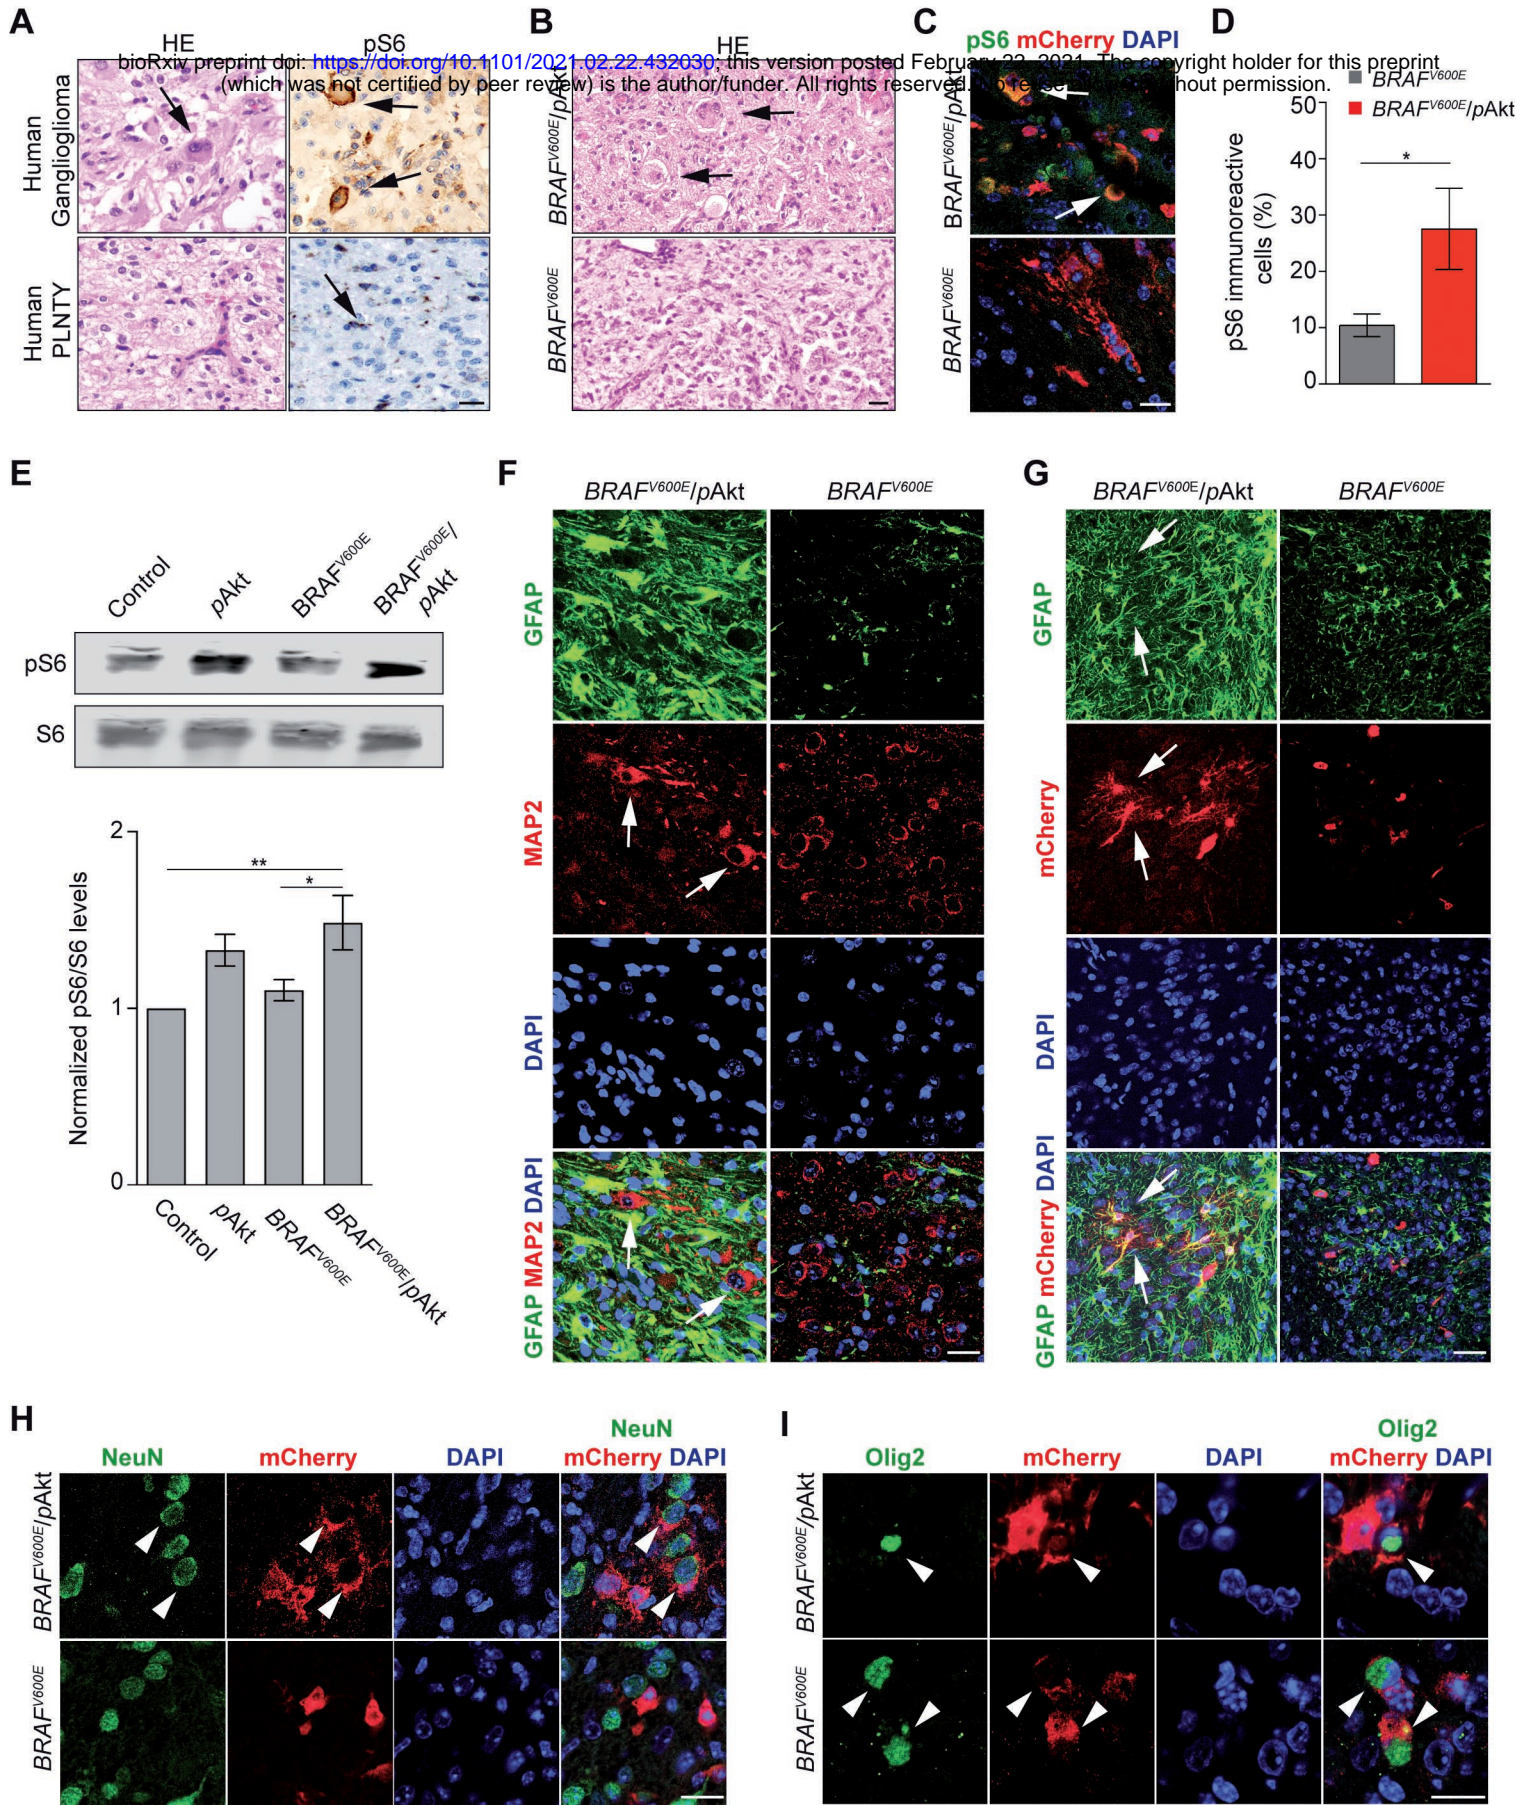 A
B
C
D
HE
pS6
HE
pS6 mCherry DAPI
bioRxiv preprint doi: https://doi.org/10.1101/2021.02.22.432030; this version posted February 22, 2021. The copyright holder for this preprint
(which was not certified by peer review) is the author/funder. All rights reserved. No reuse allowed without permission.
Human
Ganglioglioma
Human
PLNTY
BRAFV600E/pAkt
BRAFV600E
BRAFV600E/pAkt
BRAFV600E
BRAFV600E
BRAFV600E/pAkt
pS6 immunoreactive
cells (%)
50
40
30
20
10
0
*
E
Control
pAkt
BRAFV600E
BRAFV600E/
pAkt
pS6
S6
Normalized pS6/S6 levels
2
1
0
**
*
Control
pAkt
BRAFV600E
BRAFV600E/pAkt
F
BRAFV600E/pAkt
BRAFV600E
GFAP
MAP2
DAPI
GFAP MAP2 DAPI
G
BRAFV600E/pAkt
BRAFV600E
GFAP
mCherry
DAPI
GFAP mCherry DAPI
H
NeuN
mCherry
DAPI
NeuN
mCherry DAPI
BRAFV600E/pAkt
BRAFV600E
I
Olig2
mCherry
DAPI
Olig2
mCherry DAPI
BRAFV600E/pAkt
BRAFV600E